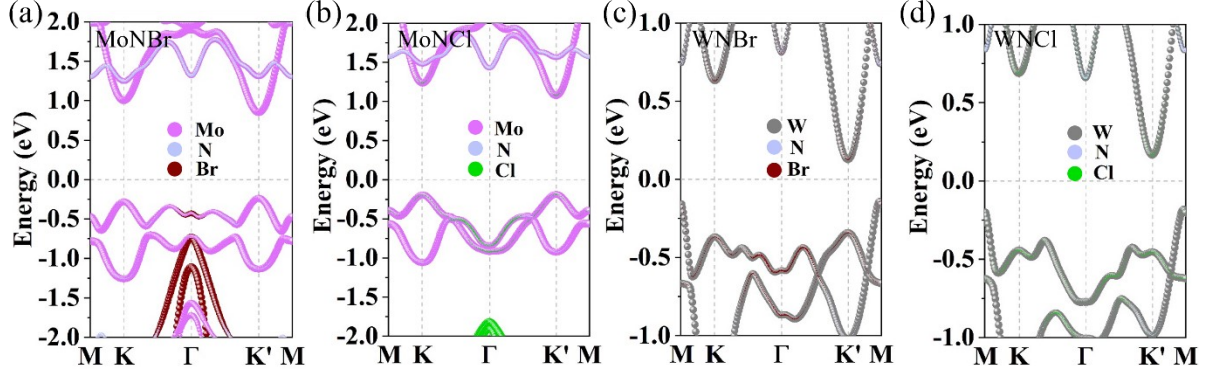 (a)
MoNBr
Energy (eV)
2.0
1.5
1.0
0.5
0.0
-0.5
-1.0
-1.5
-2.0
Mo
N
Br
M K Γ K' M
(b)
MoNCl
Energy (eV)
2.0
1.5
1.0
0.5
0.0
-0.5
-1.0
-1.5
-2.0
Mo
N
Cl
M K Γ K' M
(c)
WNBr
Energy (eV)
1.0
0.5
0.0
-0.5
-1.0
W
N
Br
M K Γ K' M
(d)
WNCl
Energy (eV)
1.0
0.5
0.0
-0.5
-1.0
W
N
Cl
M K Γ K' M